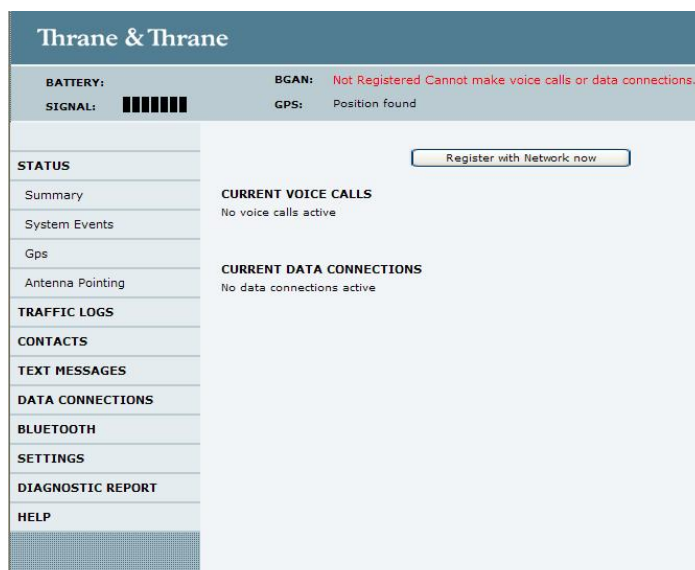 Thrane & Thrane
BATTERY:
BGAN: Not Registered Cannot make voice calls or data connections.
SIGNAL:
GPS: Position found
Register with Network now
STATUS
Summary
System Events
Gps
Antenna Pointing
TRAFFIC LOGS
CONTACTS
TEXT MESSAGES
DATA CONNECTIONS
BLUETOOTH
SETTINGS
DIAGNOSTIC REPORT
HELP
CURRENT VOICE CALLS
No voice calls active
CURRENT DATA CONNECTIONS
No data connections active